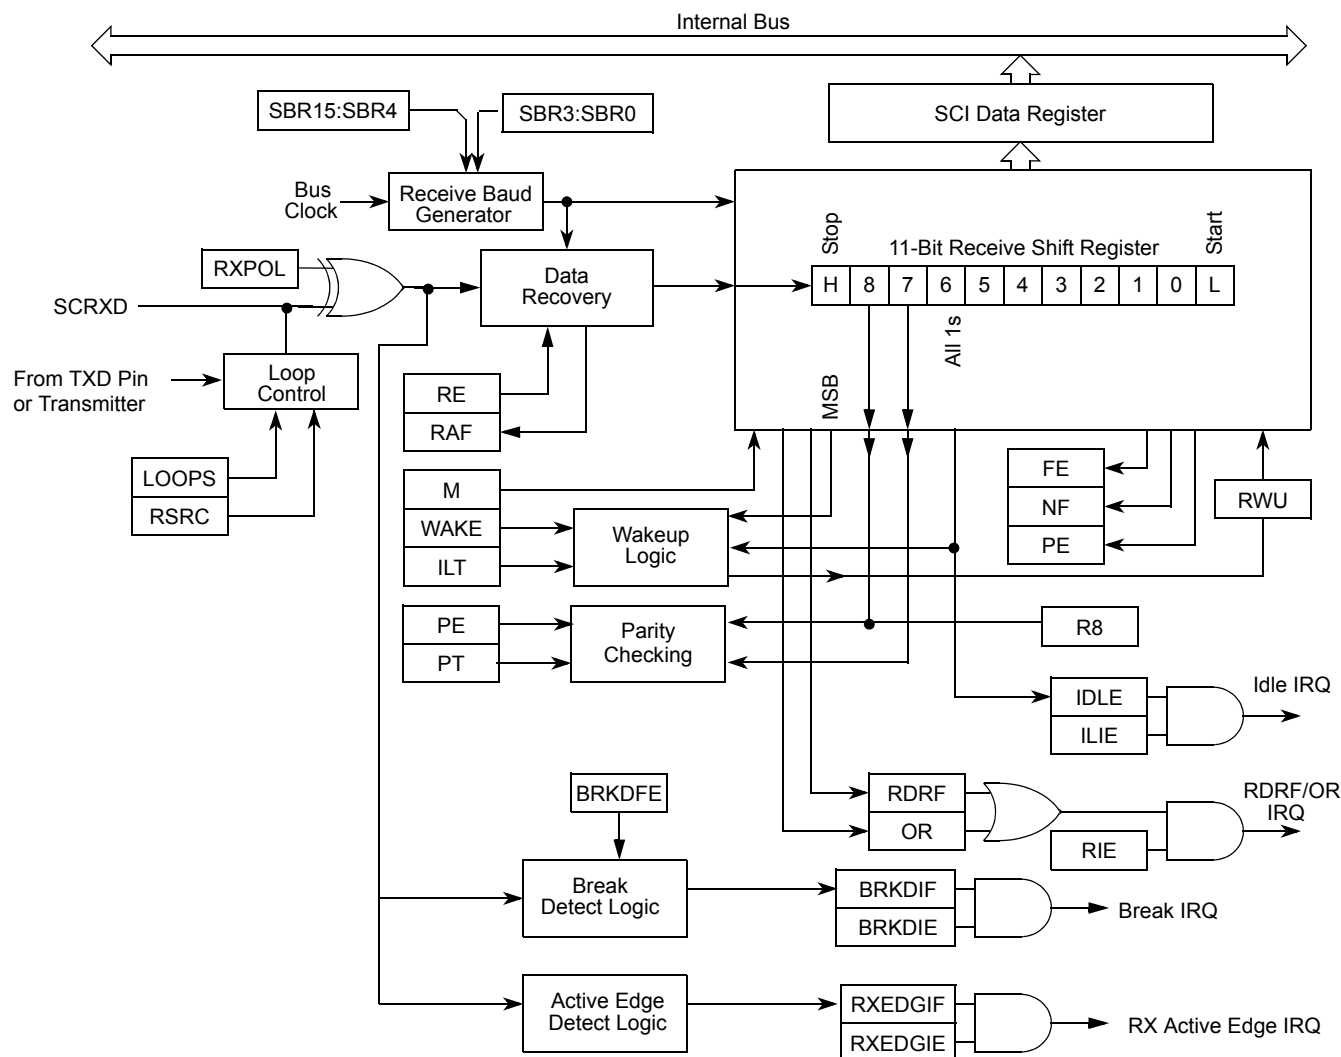 Internal Bus
SBR15:SBR4
SBR3:SBR0
SCI Data Register
Bus
Clock
Receive Baud
Generator
RXPOL
SCRXD
Data
Recovery
Stop
11-Bit Receive Shift Register
Start
H 8 7 6 5 4 3 2 1 0 L
All 1s
MSB
From TXD Pin
or Transmitter
Loop
Control
RE
RAF
LOOPS
RSRC
M
WAKE
ILT
Wakeup
Logic
FE
NF
PE
RWU
PE
PT
Parity
Checking
R8
IDLE
ILIE
Idle IRQ
BRKDFE
RDRF
OR
RIE
RDRF/OR
IRQ
Break
Detect Logic
BRKDIF
BRKDIE
Break IRQ
Active Edge
Detect Logic
RXEDGIF
RXEDGIE
RX Active Edge IRQ